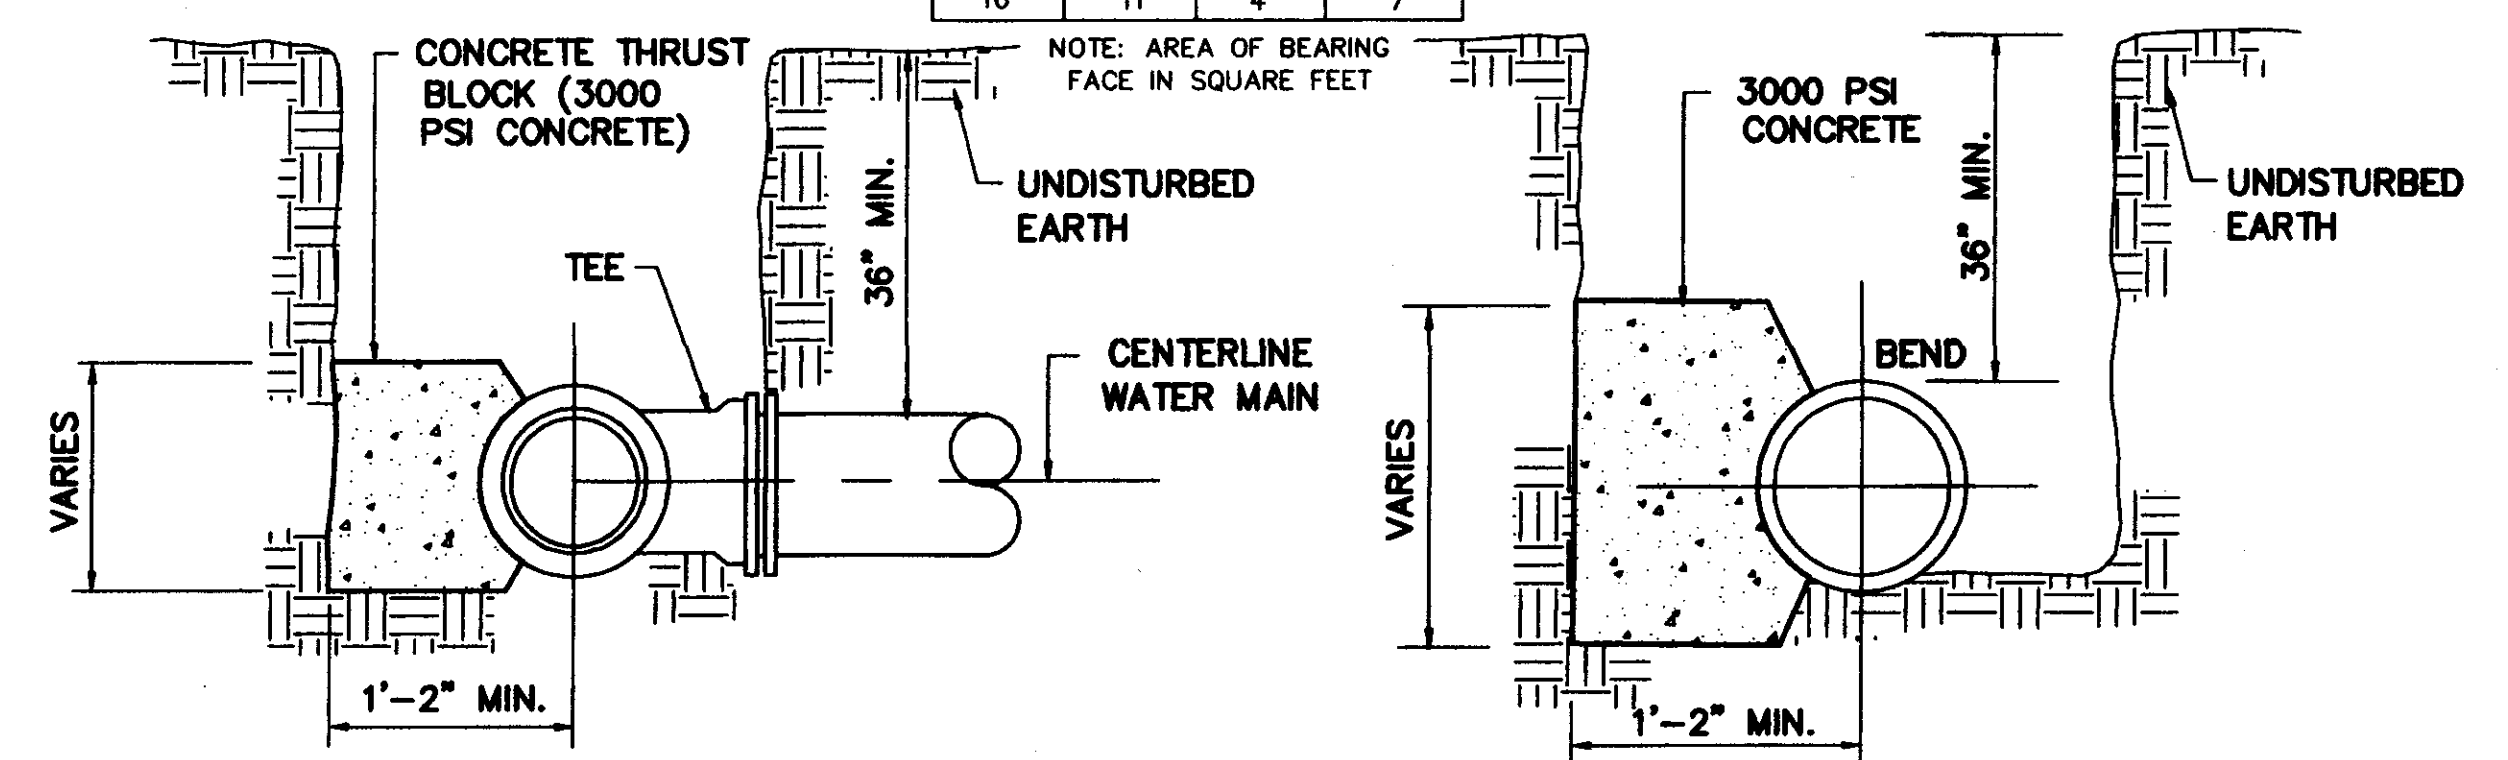 NOTE: AREA OF BEARING
FACE IN SQUARE FEET
CONCRETE THRUST
BLOCK (3000
PSI CONCRETE)
UNDISTURBED
EARTH
36" MIN.
TEE
CENTERLINE
WATER MAIN
VARIES
1'-2" MIN.
3000 PSI
CONCRETE
36" MIN.
UNDISTURBED
EARTH
BEND
VARIES
1'-2" MIN.